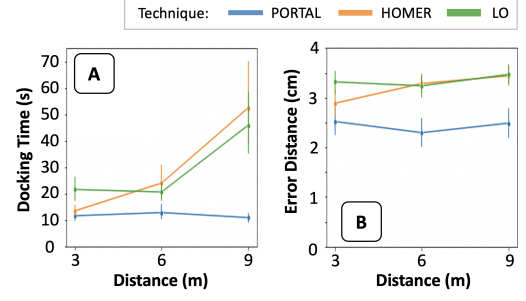 Technique: PORTAL HOMER LO
A
Docking Time (s)
70
60
50
40
30
20
10
0
3 6 9
Distance (m)
B
Error Distance (cm)
4
3
2
1
0
3 6 9
Distance (m)